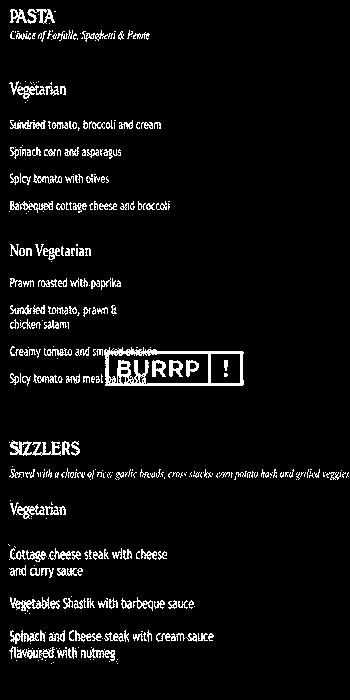 PASTA
Choice of Farfalle, Spaghetti & Penne
Vegetarian
Sundried tomato, broccoli and cream
Spinach corn and asparagus
Spicy tomato with olives
Barbequed cottage cheese and broccoli
Non Vegetarian
Prawn roasted with paprika
Sundried tomato, prawn &
chicken salami
Creamy tomato and smoked chicken
Spicy tomato and meat ball pasta
BURRP !
SIZZLERS
Served with a choice of rice, garlic breads, cross stacks, corn potato hash and grilled veggies
Vegetarian
Cottage cheese steak with cheese
and curry sauce
Vegetables Shaslik with barbeque sauce
Spinach and Cheese steak with cream sauce
flavoured with nutmeg